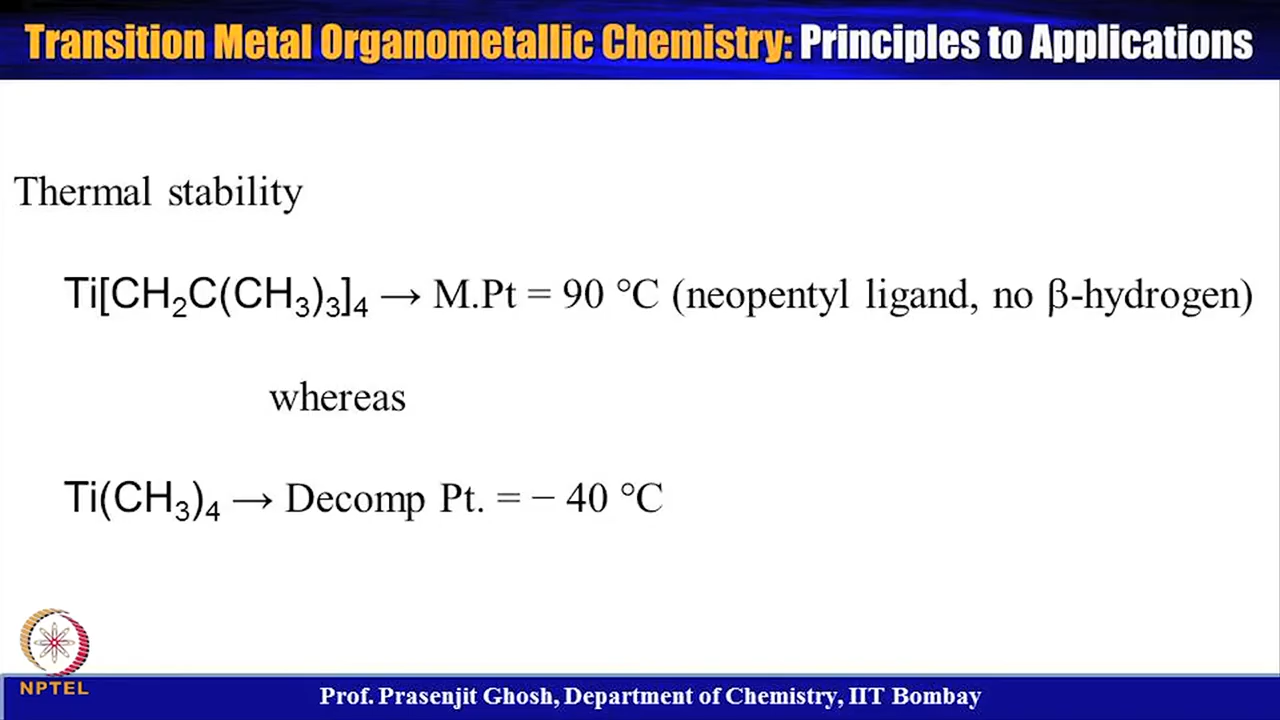 Transition Metal Organometallic Chemistry: Principles to Applications
Thermal stability
Ti[CH₂C(CH₃)₃]₄ → M.Pt = 90 °C (neopentyl ligand, no β-hydrogen)
whereas
Ti(CH₃)₄ → Decomp Pt. = − 40 °C
NPTEL
Prof. Prasenjit Ghosh, Department of Chemistry, IIT Bombay